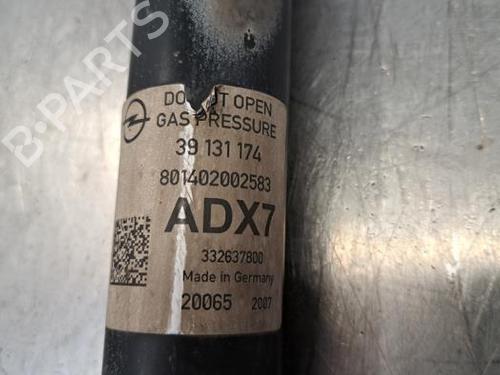 B-PARTS
DO NOT OPEN
GAS PRESSURE
39 131 174
801402002583
ADX7
332637800
Made in Germany
20065 2007